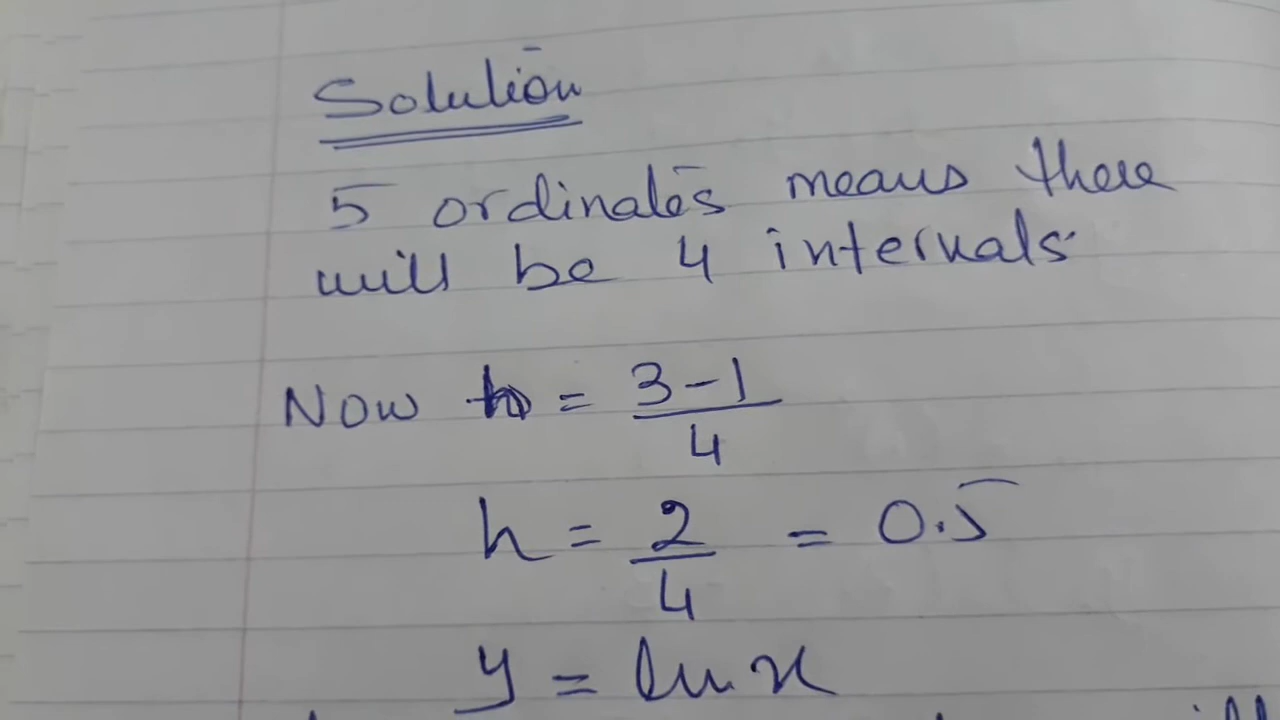 Solution
5 ordinates means there
will be 4 intervals.
Now h = 3-1
4
h = 2/4 = 0.5
y = ln x